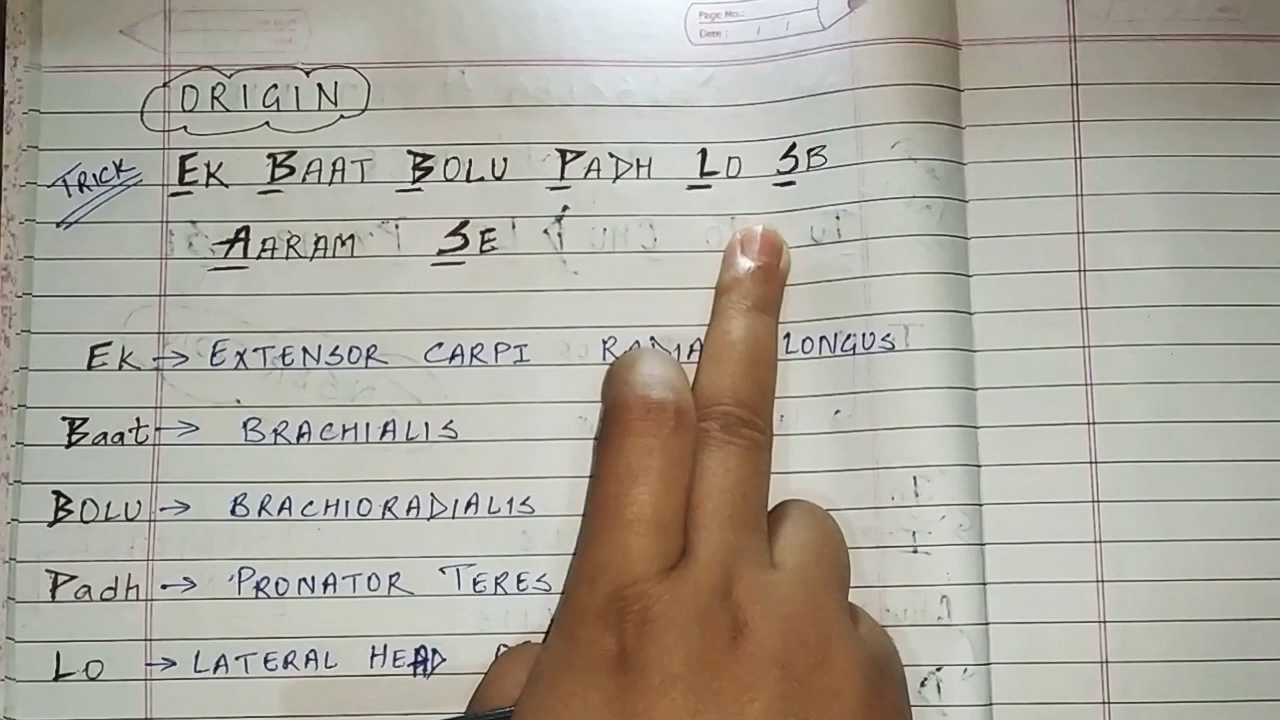 Page No.:
Date: / /
ORIGIN
TRICK EK BAAT BOLU PADH LO SB
AARAM SE
EK → EXTENSOR CARPI LONGUS
Baat → BRACHIALIS
BOLU → BRACHIORADIALIS
Padh → PRONATOR TERES
LO → LATERAL HEAD